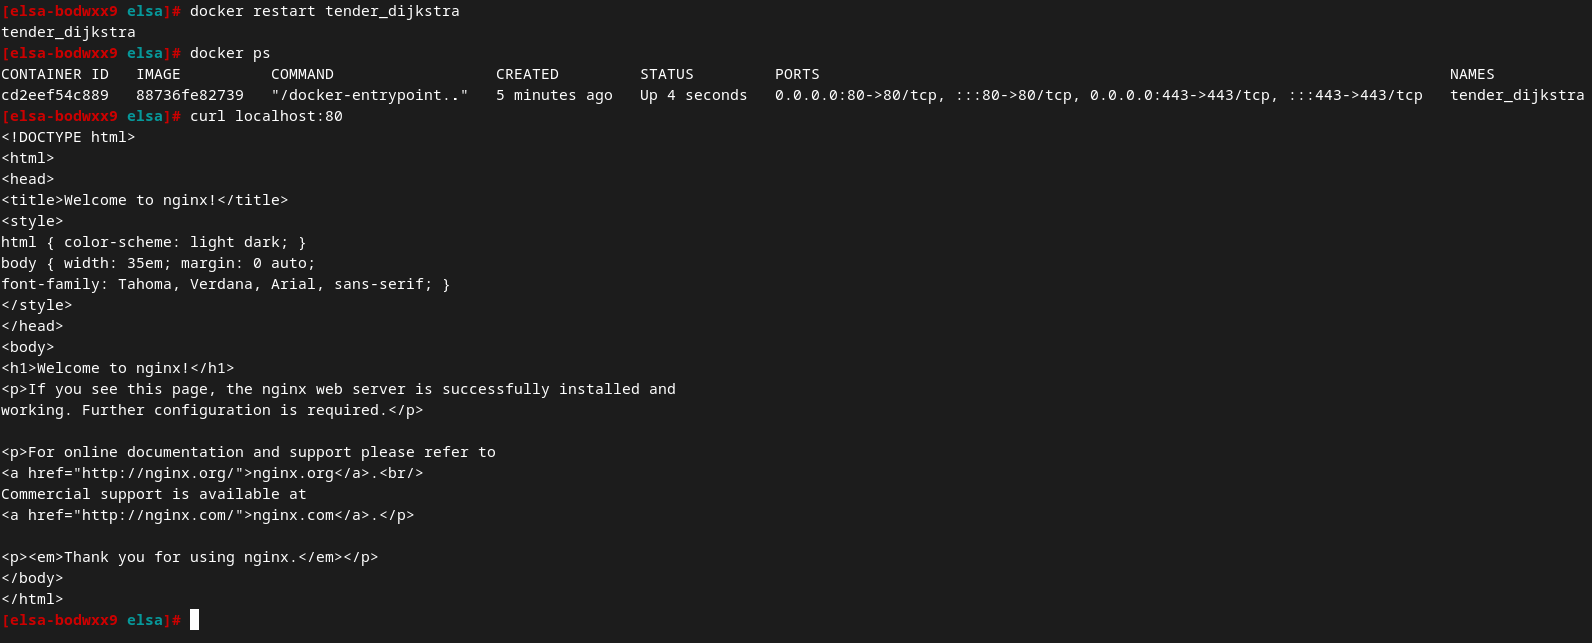 [elsa-bodwxx9 elsa]# docker restart tender_dijkstra
tender_dijkstra
[elsa-bodwxx9 elsa]# docker ps
CONTAINER ID   IMAGE          COMMAND                  CREATED         STATUS         PORTS                                                                      NAMES
cd2eef54c889   88736fe82739   "/docker-entrypoint.."   5 minutes ago   Up 4 seconds   0.0.0.0:80->80/tcp, :::80->80/tcp, 0.0.0.0:443->443/tcp, :::443->443/tcp   tender_dijkstra
[elsa-bodwxx9 elsa]# curl localhost:80
<!DOCTYPE html>
<html>
<head>
<title>Welcome to nginx!</title>
<style>
html { color-scheme: light dark; }
body { width: 35em; margin: 0 auto;
font-family: Tahoma, Verdana, Arial, sans-serif; }
</style>
</head>
<body>
<h1>Welcome to nginx!</h1>
<p>If you see this page, the nginx web server is successfully installed and
working. Further configuration is required.</p>

<p>For online documentation and support please refer to
<a href="http://nginx.org/">nginx.org</a>.<br/>
Commercial support is available at
<a href="http://nginx.com/">nginx.com</a>.</p>

<p><em>Thank you for using nginx.</em></p>
</body>
</html>
[elsa-bodwxx9 elsa]#